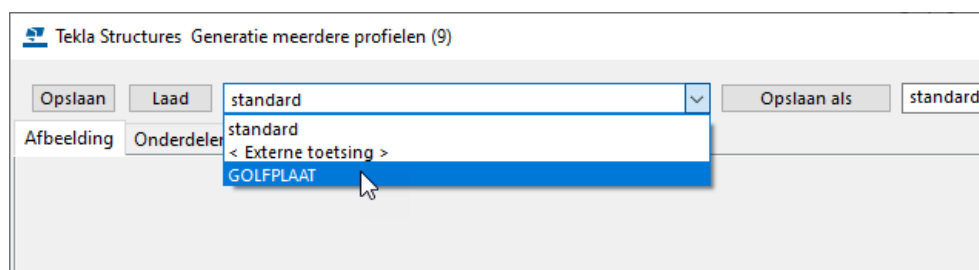 Tekla Structures Generatie meerdere profielen (9)
Opslaan Laad standard Opslaan als standard
Afbeelding Onderdelen
standard
< Externe toetsing >
GOLFPLAAT